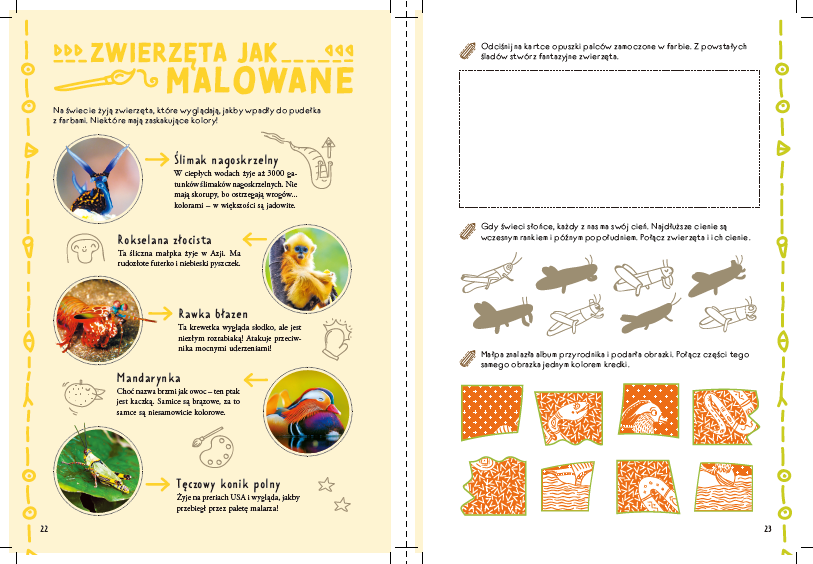 ZWIERZĘTA JAK
MALOWANE
Na świecie żyją zwierzęta, które wyglądają, jakby wpadły do pudełka
z farbami. Niektóre mają zaskakujące kolory!
Ślimak nagoskrzelny
W ciepłych wodach żyje aż 3000 ga-
tunków ślimaków nagoskrzelnych. Nie
mają skorupy, bo ostrzegają wrogów...
kolorami – w większości są jadowite.
Rokselana złocista
Ta śliczna małpka żyje w Azji. Ma
rudozłote futerko i niebieski pyszczek.
Rawka błazen
Ta krewetka wygląda słodko, ale jest
niezłym rozrabiaką! Atakuje przeciw-
nika mocnymi uderzeniami!
Mandarynka
Choć nazwa brzmi jak owoc – ten ptak
jest kaczką. Samice są brązowe, za to
samce są niesamowicie kolorowe.
Tęczowy konik polny
Żyje na preriach USA i wygląda, jakby
przebiegł przez paletę malarza!
22
Odciśnij na kartce opuszki palców zamoczone w farbie. Z powstałych
śladów stwórz fantazyjne zwierzęta.
Gdy świeci słońce, każdy z nas ma swój cień. Najdłuższe cienie są
wczesnym rankiem i późnym popołudniem. Połącz zwierzęta i ich cienie.
Małpa znalazła album przyrodnika i podarła obrazki. Połącz części tego
samego obrazka jednym kolorem kredki.
23